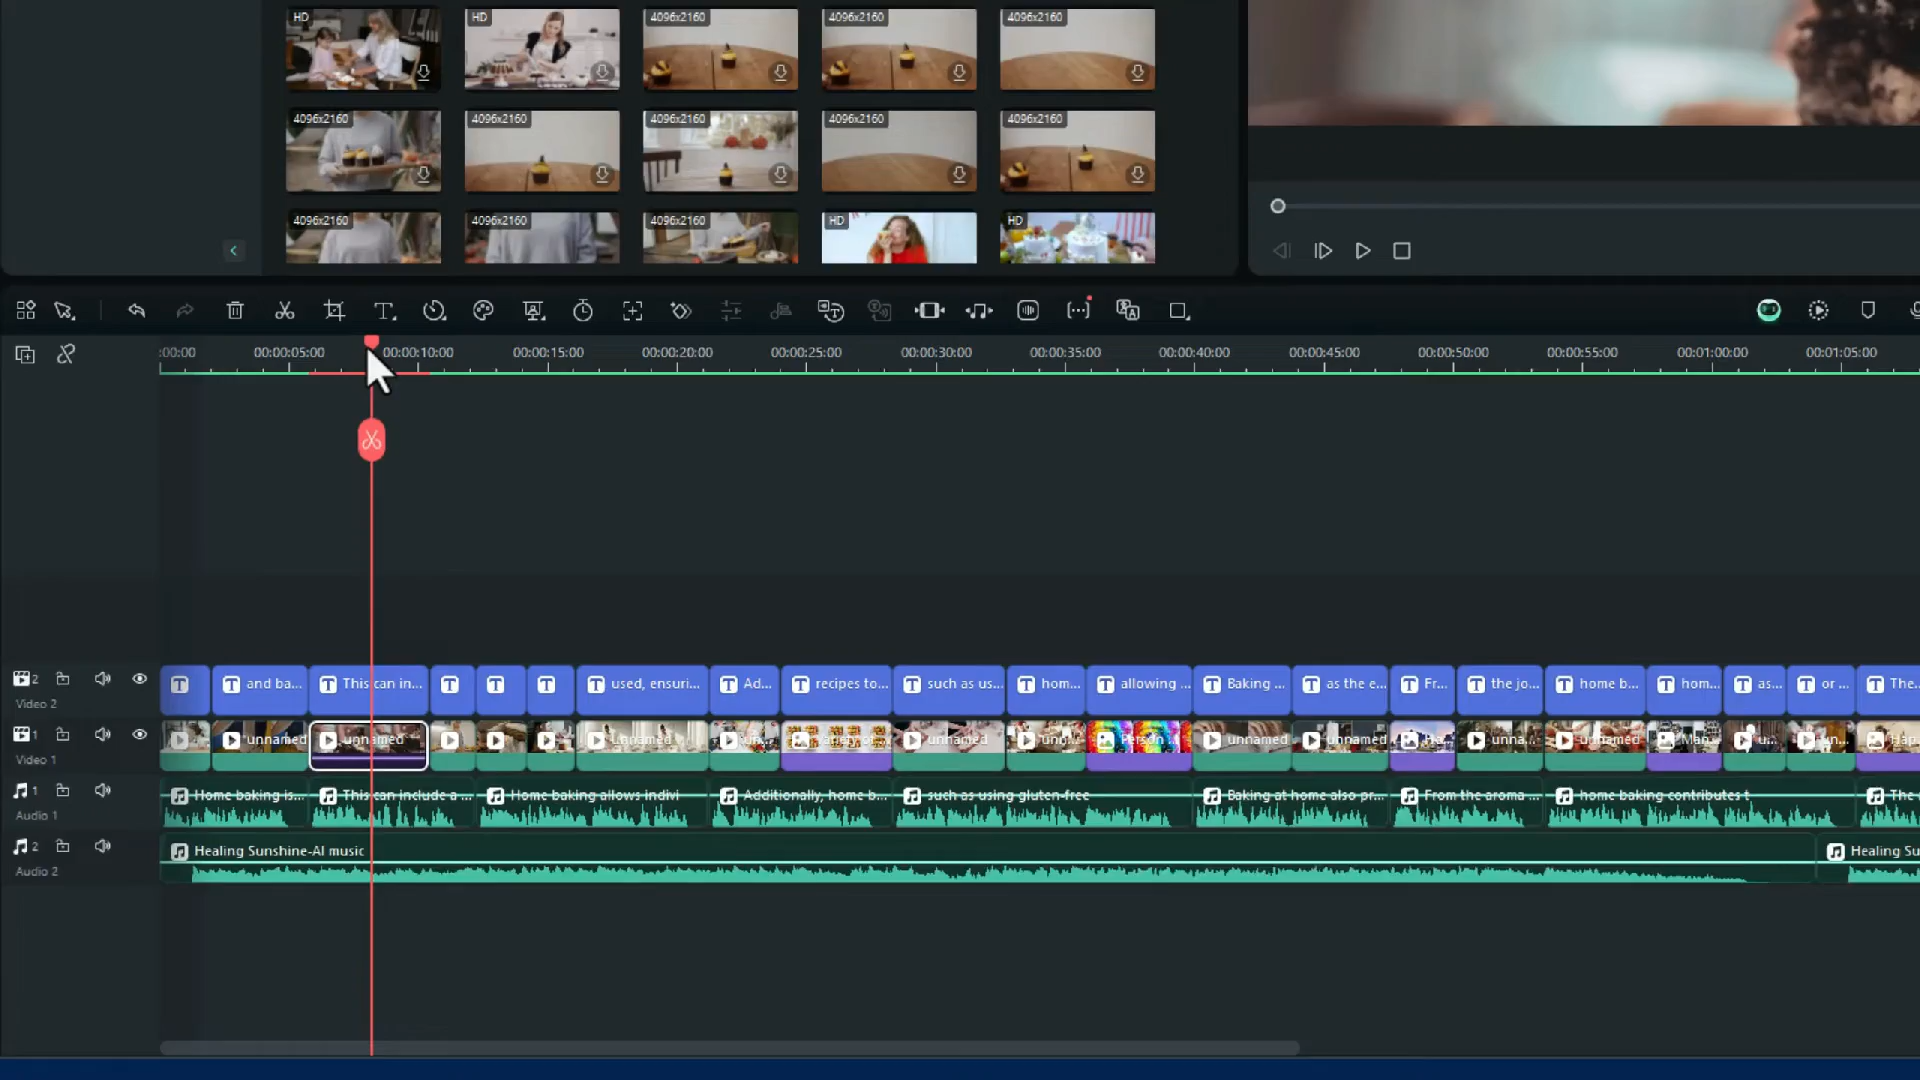 HD HD 4096x2160 4096x2160 4096x2160
4096x2160 4096x2160 4096x2160 4096x2160 4096x2160
4096x2160 4096x2160 4096x2160 HD HD
:00:00 00:00:05:00 00:00:10:00 00:00:15:00 00:00:20:00 00:00:25:00 00:00:30:00 00:00:35:00 00:00:40:00 00:00:45:00 00:00:50:00 00:00:55:00 00:01:00:00 00:01:05:00
2 and ba... This can in... used, ensuri... Ad... recipes to... such as us... hom... allowing ... Baking ... as the e... Fr... the jo... home b... hom... as... or ... The...
Video 2
1 unnamed unnamed unnamed unnamed unn... Person ... unnamed unnamed unna... unnamed Man... u...
Video 1
1 Home baking is... This can include a ... Home baking allows indivi Additionally, home b... such as using gluten-free Baking at home also pr... From the aroma ... home baking contributes t The
Audio 1
2 Healing Sunshine-AI music Healing Su
Audio 2